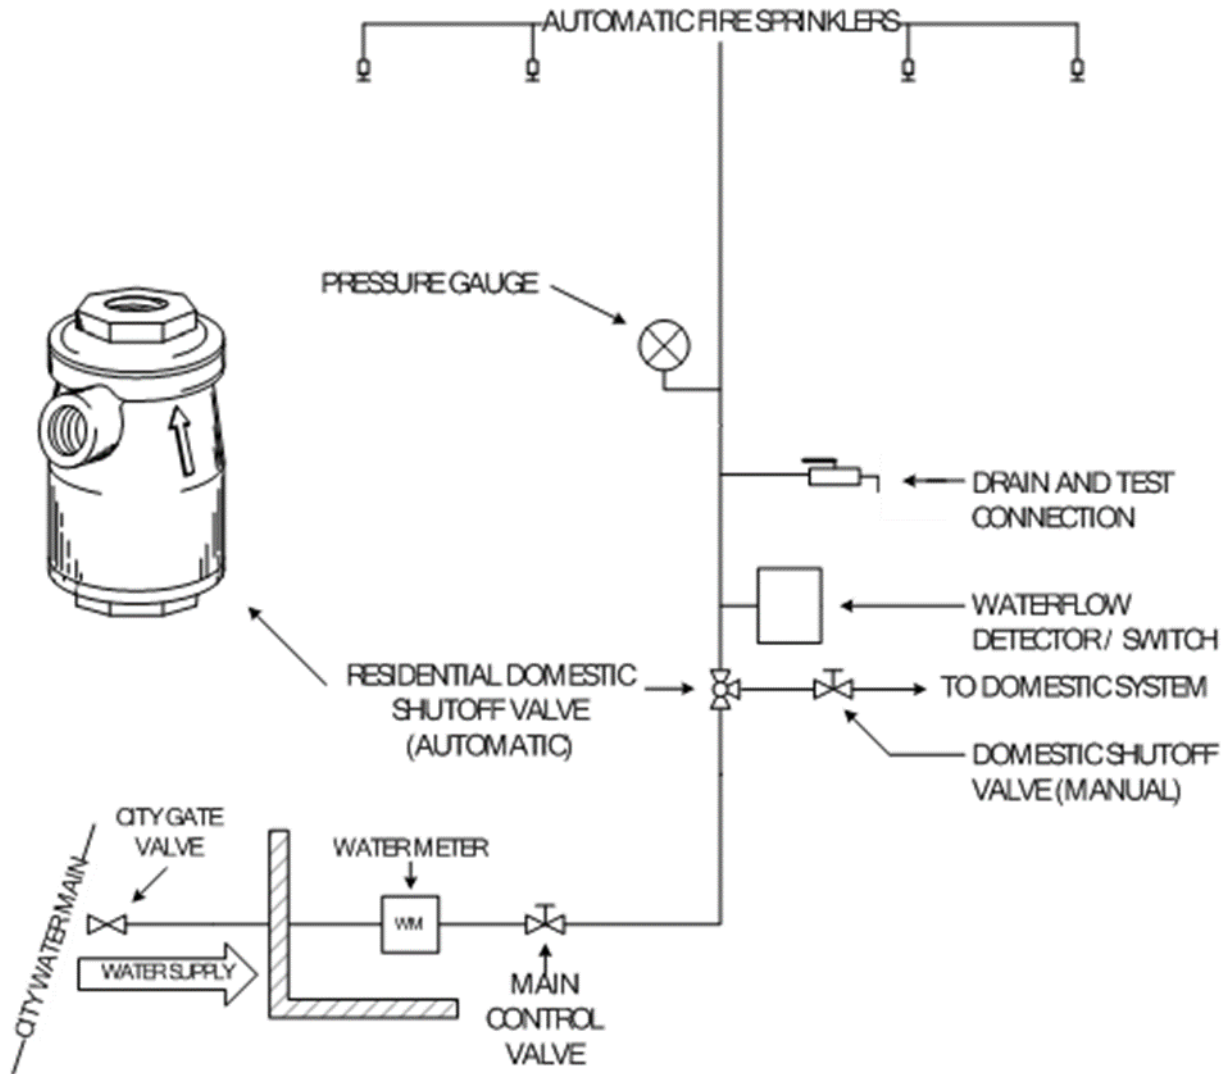 AUTOMATIC FIRE SPRINKLERS
PRESSURE GAUGE
DRAIN AND TEST
CONNECTION
WATERFLOW
DETECTOR / SWITCH
RESIDENTIAL DOMESTIC
SHUTOFF VALVE
(AUTOMATIC)
TO DOMESTIC SYSTEM
DOMESTIC SHUTOFF
VALVE (MANUAL)
CITY GATE
VALVE
WATER METER
WM
CITY WATER MAIN
WATER SUPPLY
MAIN
CONTROL
VALVE